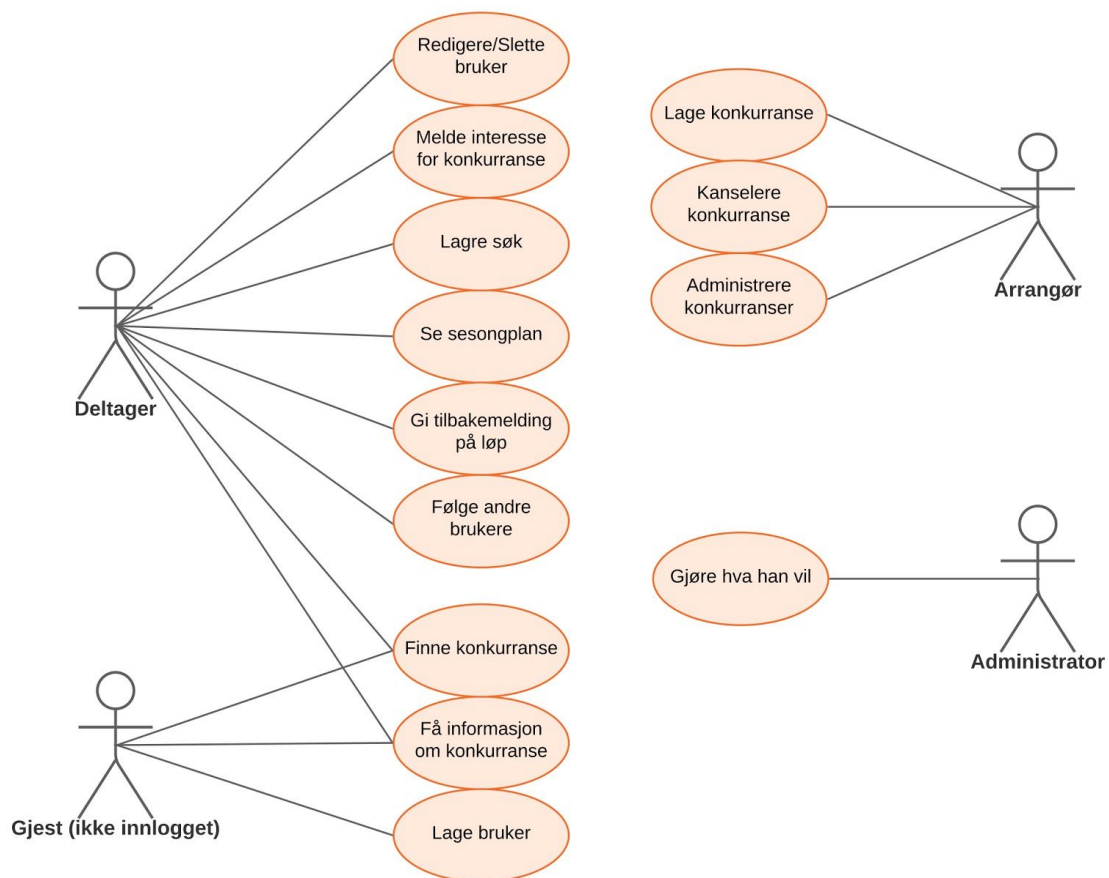 Redigere/Slette
bruker
Melde interesse
for konkurranse
Lagre søk
Se sesongplan
Gi tilbakemelding
på løp
Følge andre
brukere
Deltager
Finne konkurranse
Få informasjon
om konkurranse
Lage bruker
Gjest (ikke innlogget)
Lage konkurranse
Kanselere
konkurranse
Administrere
konkurranser
Arrangør
Gjøre hva han vil
Administrator